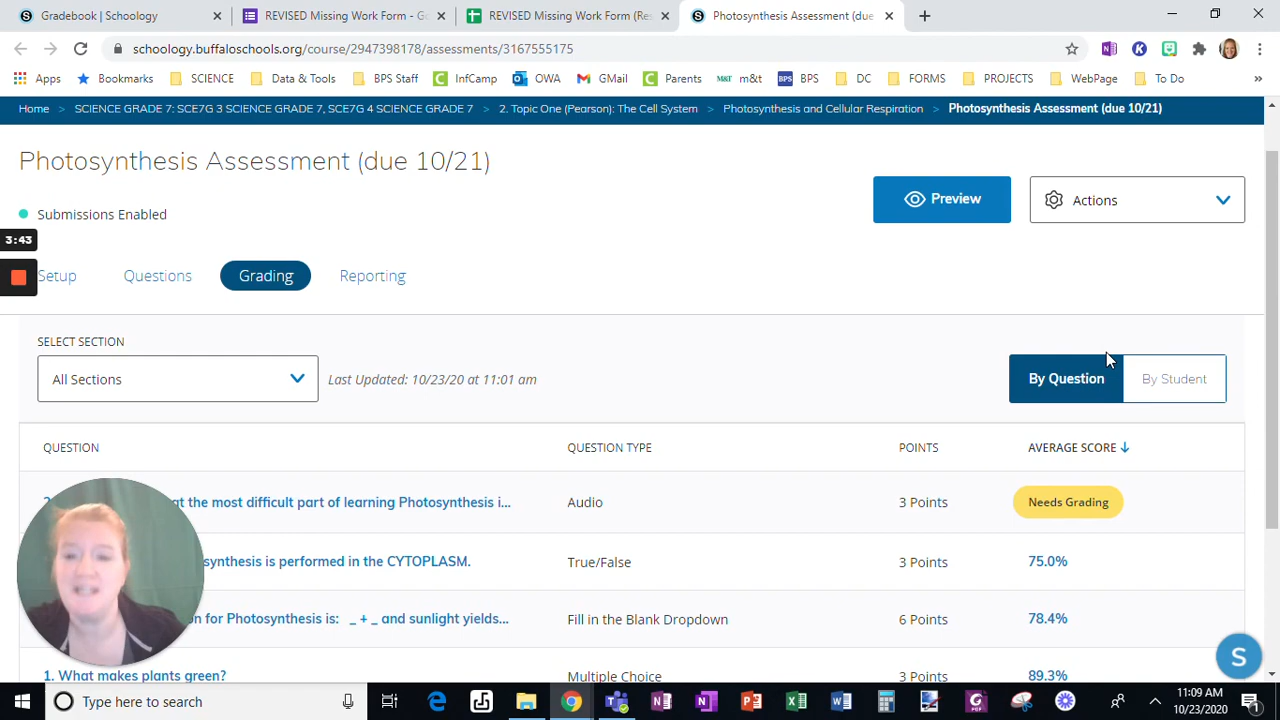 Gradebook | Schoology
REVISED Missing Work Form - Go
REVISED Missing Work Form (Res
Photosynthesis Assessment (due
schoology.buffaloschools.org/course/2947398178/assessments/3167555175
Apps Bookmarks SCIENCE Data & Tools BPS Staff InfCamp OWA GMail Parents M&T m&t BPS BPS DC FORMS PROJECTS WebPage To Do »
Home > SCIENCE GRADE 7: SCE7G 3 SCIENCE GRADE 7, SCE7G 4 SCIENCE GRADE 7 > 2. Topic One (Pearson): The Cell System > Photosynthesis and Cellular Respiration > Photosynthesis Assessment (due 10/21)
Photosynthesis Assessment (due 10/21)
Preview
Actions
Submissions Enabled
3:43
Setup Questions Grading Reporting
SELECT SECTION
All Sections
Last Updated: 10/23/20 at 11:01 am
By Question By Student
QUESTION QUESTION TYPE POINTS AVERAGE SCORE
at the most difficult part of learning Photosynthesis i... Audio 3 Points Needs Grading
synthesis is performed in the CYTOPLASM. True/False 3 Points 75.0%
on for Photosynthesis is: _ + _ and sunlight yields... Fill in the Blank Dropdown 6 Points 78.4%
1. What makes plants green? Multiple Choice 3 Points 89.3%
S
Type here to search
11:09 AM
10/23/2020